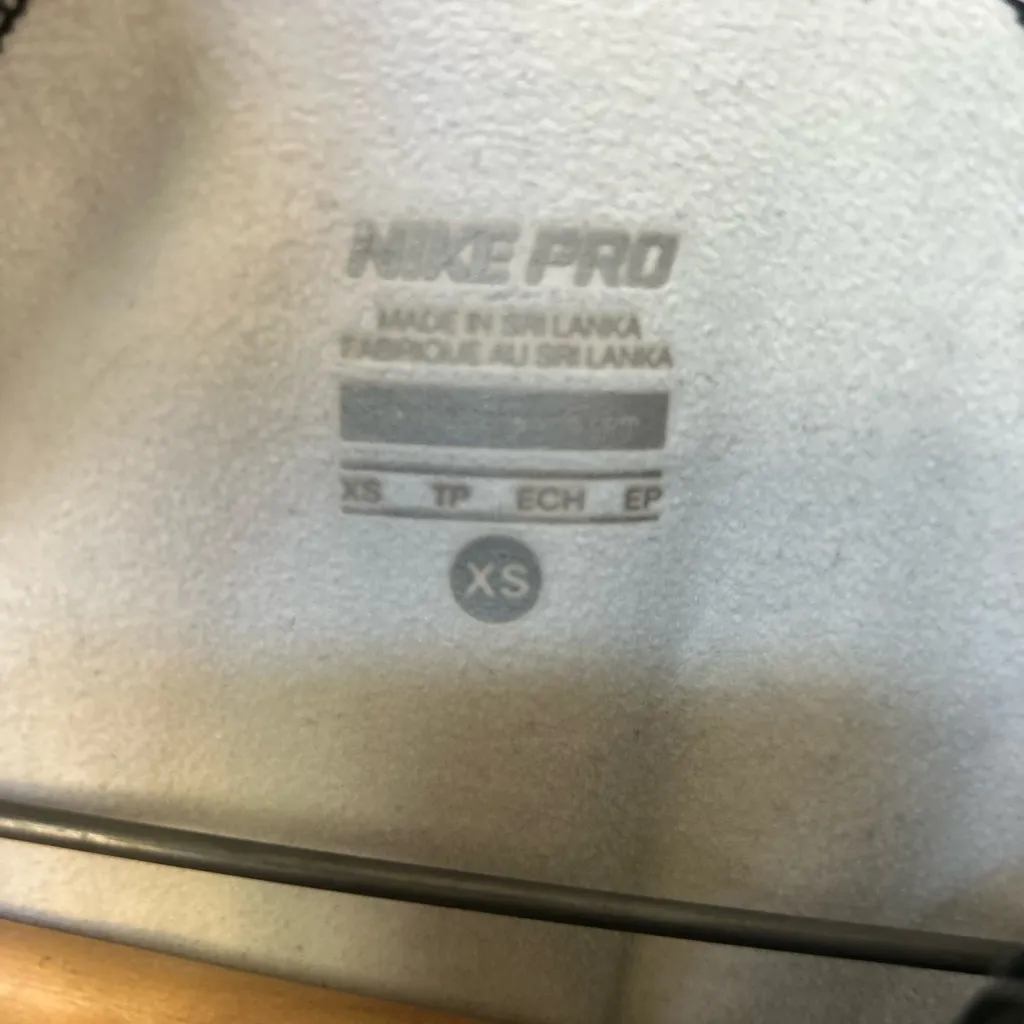 NIKE PRO
MADE IN SRI LANKA
FABRIQUE AU SRI LANKA
XS TP ECH EP
XS